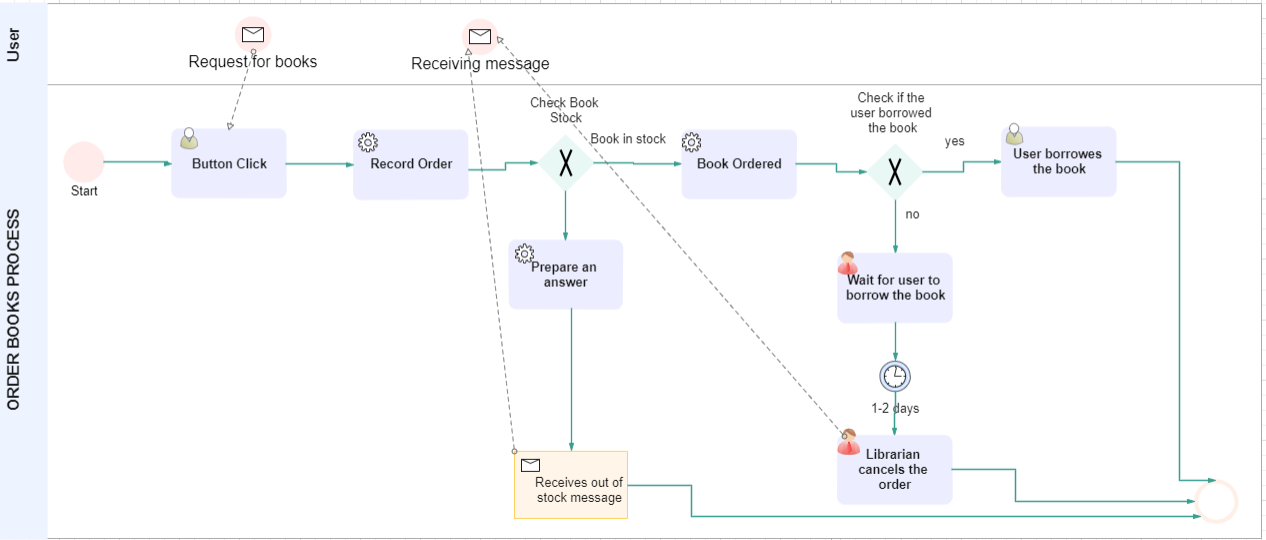 User
Request for books
Receiving message
ORDER BOOKS PROCESS
Start
Button Click
Record Order
Check Book
Stock
Book in stock
Book Ordered
Check if the
user borrowed
the book
yes
User borrowes
the book
no
Prepare an
answer
Wait for user to
borrow the book
1-2 days
Receives out of
stock message
Librarian
cancels the
order